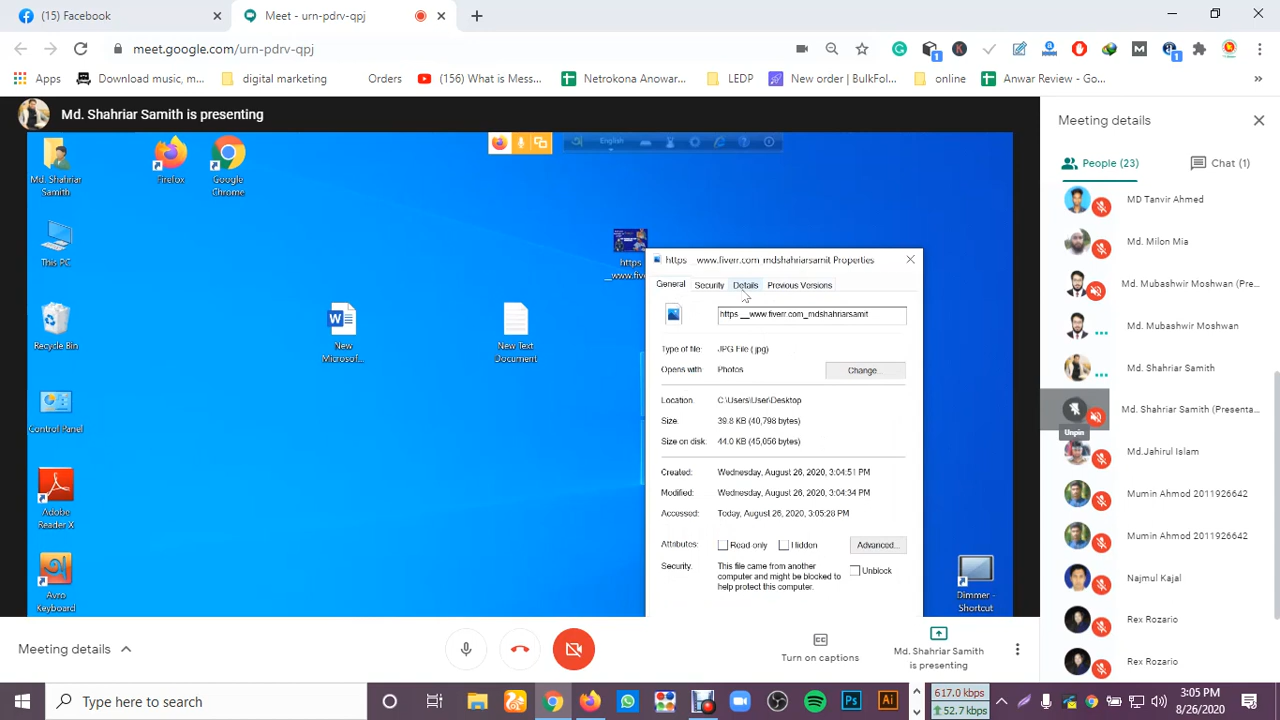 (15) Facebook
Meet - urn-pdrv-qpj
meet.google.com/urn-pdrv-qpj
Apps
Download music, m...
digital marketing
Orders
(156) What is Mess...
Netrokona Anowar...
LEDP
New order | BulkFol...
online
Anwar Review - Go...
Md. Shahriar Samith is presenting
English
Md. Shahriar
Samith
Firefox
Google
Chrome
This PC
Recycle Bin
Control Panel
Adobe
Reader X
Avro
Keyboard
New
Microsof...
New Text
Document
https
__www.five
Dimmer -
Shortcut
https __www.fiverr.com_mdshahriarsamit Properties
General
Security
Details
Previous Versions
https __www.fiverr.com_mdshahriarsamit
Type of file: JPG File (.jpg)
Opens with: Photos
Change...
Location: C:\Users\User\Desktop
Size: 39.8 KB (40,798 bytes)
Size on disk: 44.0 KB (45,056 bytes)
Created: Wednesday, August 26, 2020, 3:04:51 PM
Modified: Wednesday, August 26, 2020, 3:04:34 PM
Accessed: Today, August 26, 2020, 3:05:28 PM
Attributes: Read-only Hidden Advanced...
Security: This file came from another
computer and might be blocked to
help protect this computer.
Unblock
Meeting details
People (23)
Chat (1)
MD Tanvir Ahmed
Md. Milon Mia
Md. Mubashwir Moshwan (Pre...
Md. Mubashwir Moshwan
Md. Shahriar Samith
Md. Shahriar Samith (Presenta...
Unpin
Md.Jahirul Islam
Mumin Ahmod 2011926642
Mumin Ahmod 2011926642
Najmul Kajal
Rex Rozario
Rex Rozario
Meeting details
Turn on captions
Md. Shahriar Samith
is presenting
Type here to search
617.0 kbps
52.7 kbps
3:05 PM
8/26/2020